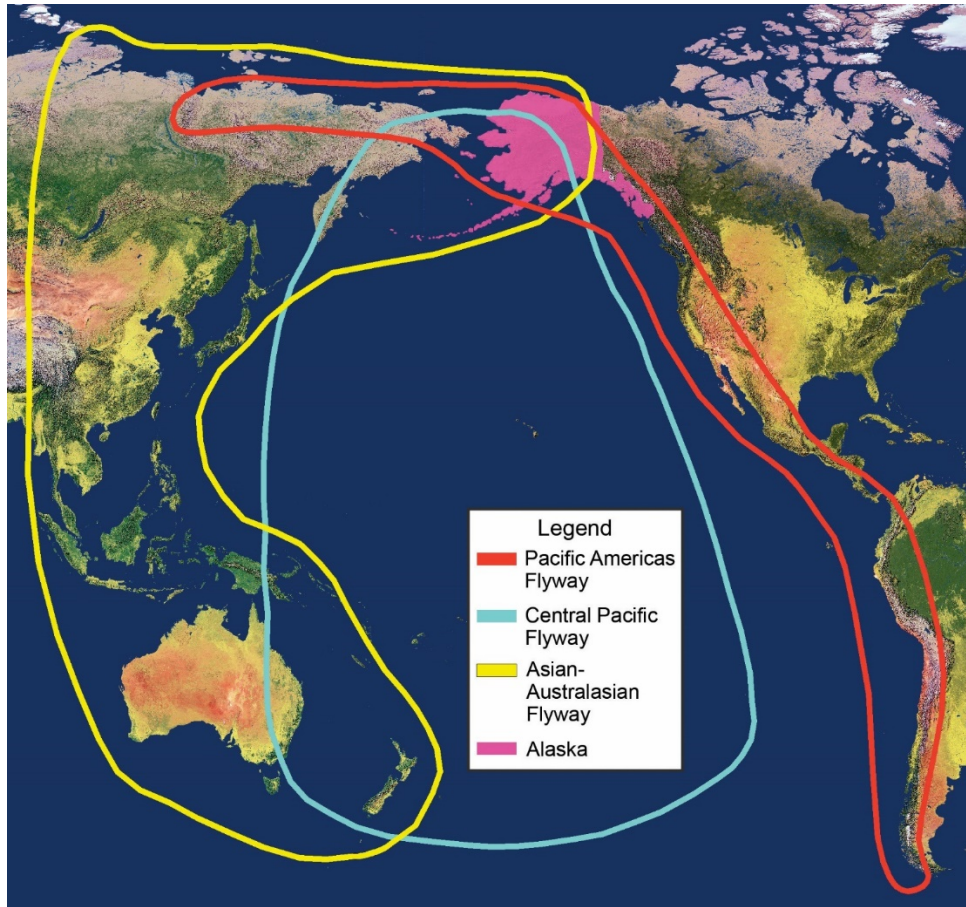 Legend
Pacific Americas
Flyway
Central Pacific
Flyway
Asian-
Australasian
Flyway
Alaska